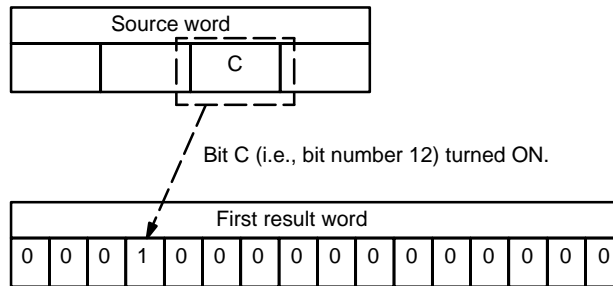 Source word
C
Bit C (i.e., bit number 12) turned ON.
First result word
0 0 0 1 0 0 0 0 0 0 0 0 0 0 0 0